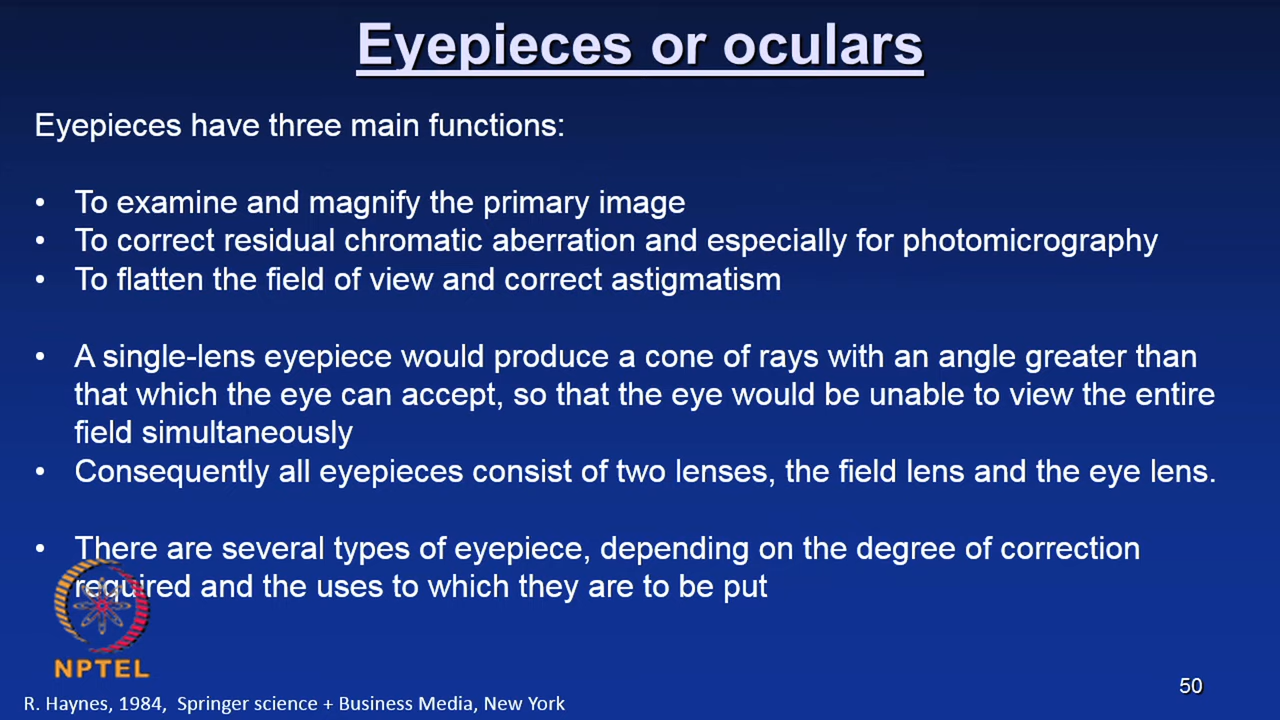 Eyepieces or oculars
Eyepieces have three main functions:
• To examine and magnify the primary image
• To correct residual chromatic aberration and especially for photomicrography
• To flatten the field of view and correct astigmatism
• A single-lens eyepiece would produce a cone of rays with an angle greater than
that which the eye can accept, so that the eye would be unable to view the entire
field simultaneously
• Consequently all eyepieces consist of two lenses, the field lens and the eye lens.
• There are several types of eyepiece, depending on the degree of correction
required and the uses to which they are to be put
NPTEL
50
R. Haynes, 1984, Springer science + Business Media, New York